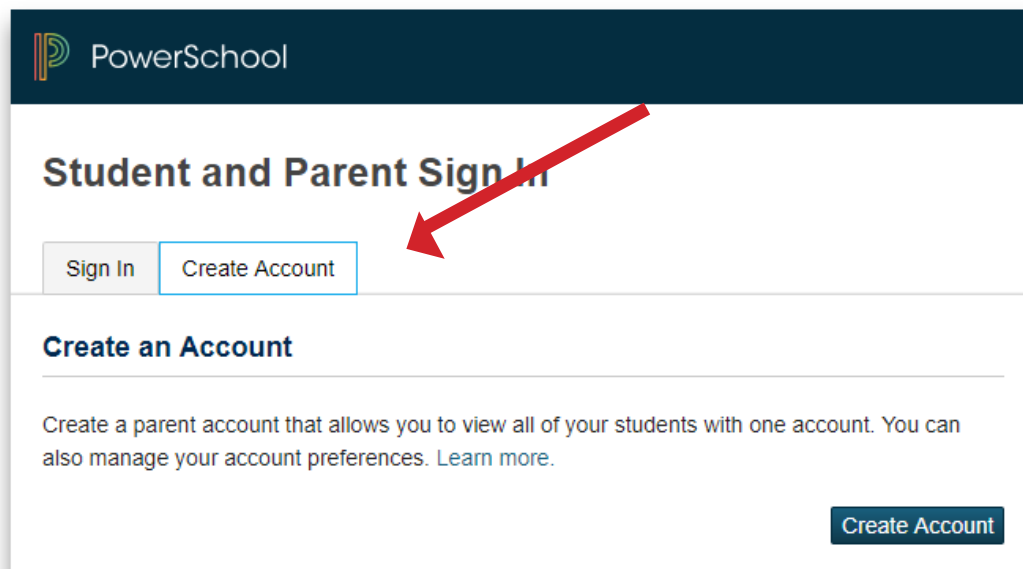 PowerSchool
Student and Parent Sign In
Sign In
Create Account
Create an Account
Create a parent account that allows you to view all of your students with one account. You can
also manage your account preferences. Learn more.
Create Account